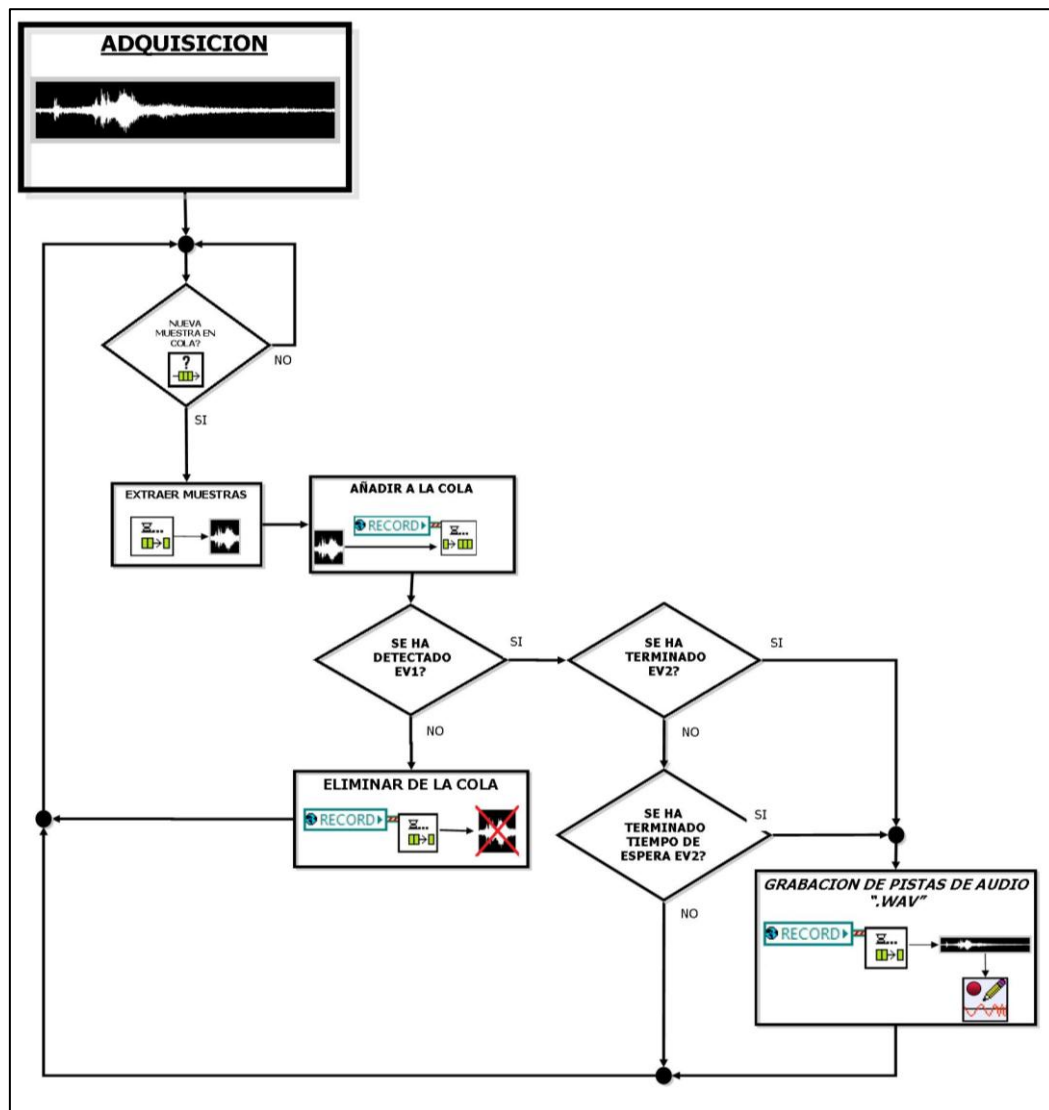 ADQUISICION
NUEVA
MUESTRA EN
COLA?
?
NO
SI
EXTRAER MUESTRAS
AÑADIR A LA COLA
RECORD
SE HA
DETECTADO
EV1?
SI
SE HA
TERMINADO
EV2?
SI
NO
NO
ELIMINAR DE LA COLA
RECORD
SE HA
TERMINADO
TIEMPO DE
ESPERA EV2?
SI
NO
GRABACION DE PISTAS DE AUDIO
“.WAV”
RECORD